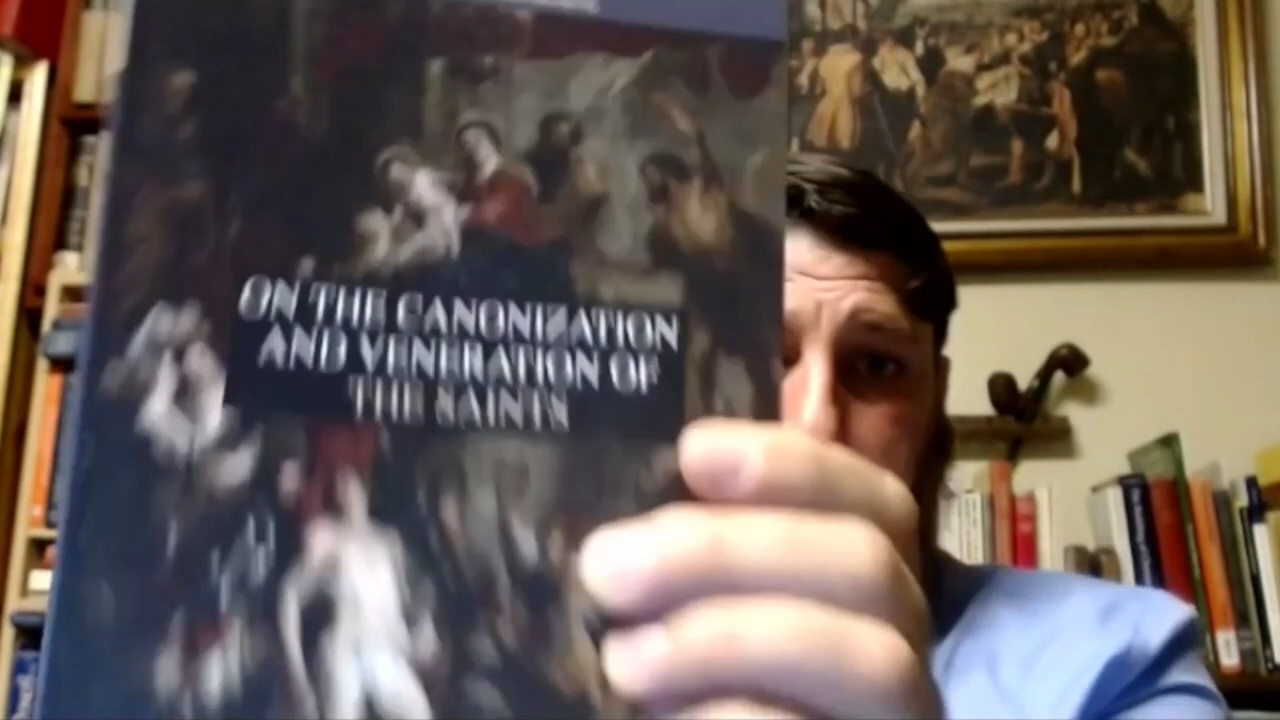 ON THE CANONIZATION
AND VENERATION OF
THE SAINTS